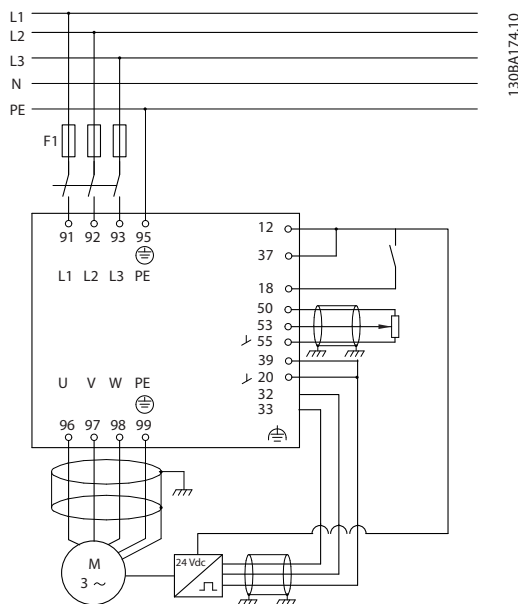 L1
L2
L3
N
PE
130BA174.10
F1
91 92 93 95
L1 L2 L3 PE
12
37
18
50
53
55
39
20
32
33
U V W PE
96 97 98 99
M
3 ~
24 Vdc